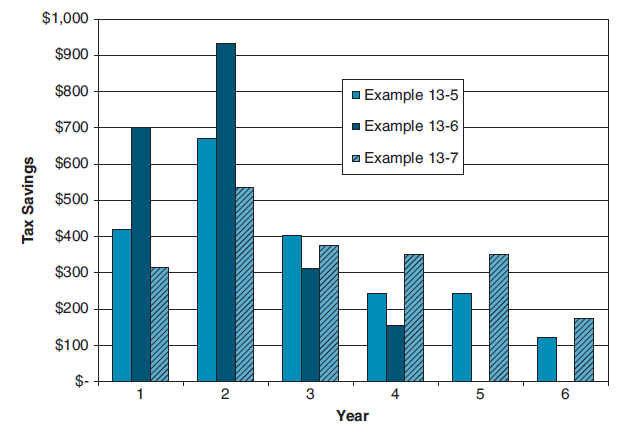 $1,000
$900
$800
$700
$600
$500
$400
$300
$200
$100
$-
Tax Savings
Example 13-5
Example 13-6
Example 13-7
1 2 3 4 5 6
Year